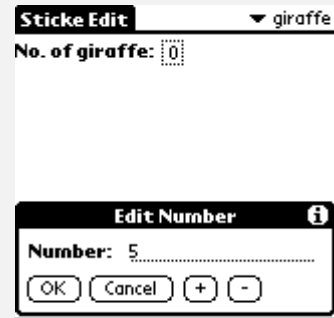 Sticke Edit giraffe
No. of giraffe: 0
Edit Number i
Number: 5
OK Cancel + -